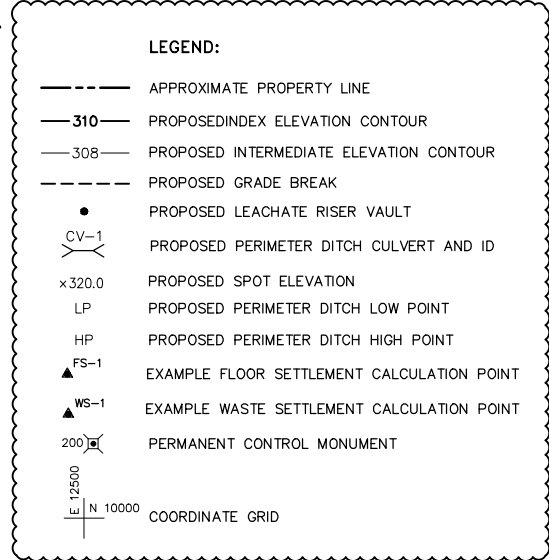 LEGEND:
APPROXIMATE PROPERTY LINE
310 PROPOSEDINDEX ELEVATION CONTOUR
308 PROPOSED INTERMEDIATE ELEVATION CONTOUR
PROPOSED GRADE BREAK
PROPOSED LEACHATE RISER VAULT
CV-1 PROPOSED PERIMETER DITCH CULVERT AND ID
×320.0 PROPOSED SPOT ELEVATION
LP PROPOSED PERIMETER DITCH LOW POINT
HP PROPOSED PERIMETER DITCH HIGH POINT
FS-1 EXAMPLE FLOOR SETTLEMENT CALCULATION POINT
WS-1 EXAMPLE WASTE SETTLEMENT CALCULATION POINT
200 PERMANENT CONTROL MONUMENT
E 12500
N 10000 COORDINATE GRID